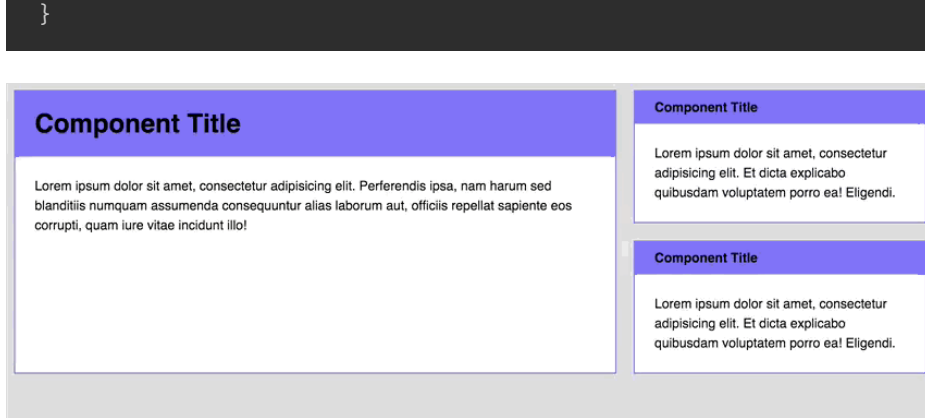 }
Component Title
Lorem ipsum dolor sit amet, consectetur adipisicing elit. Perferendis ipsa, nam harum sed
blanditiis numquam assumenda consequuntur alias laborum aut, officiis repellat sapiente eos
corrupti, quam iure vitae incidunt illo!
Component Title
Lorem ipsum dolor sit amet, consectetur
adipisicing elit. Et dicta explicabo
quibusdam voluptatem porro ea! Eligendi.
Component Title
Lorem ipsum dolor sit amet, consectetur
adipisicing elit. Et dicta explicabo
quibusdam voluptatem porro ea! Eligendi.